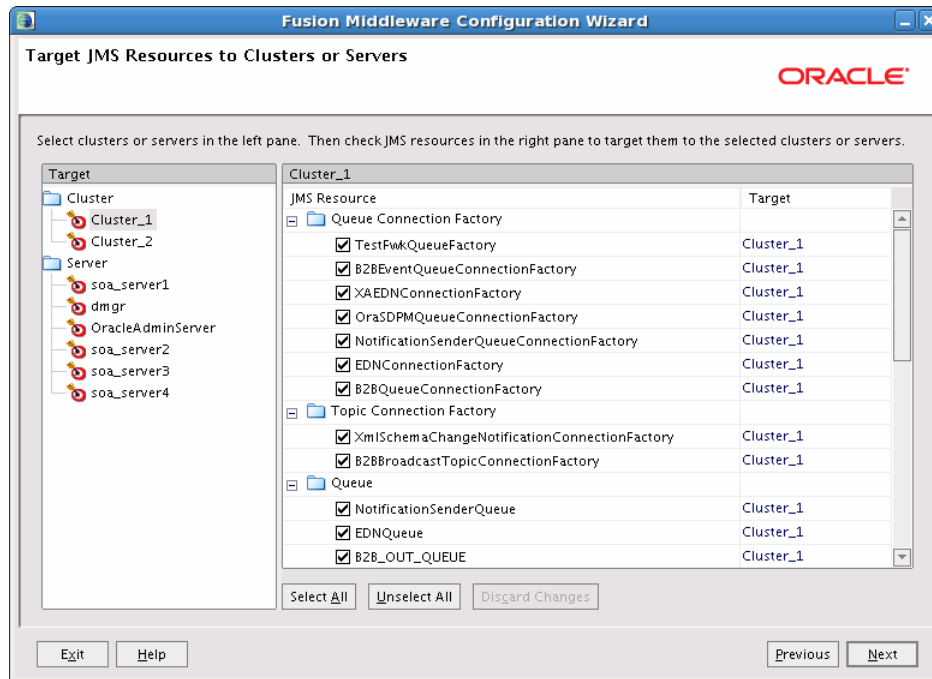 Fusion Middleware Configuration Wizard
Target JMS Resources to Clusters or Servers
ORACLE
Select clusters or servers in the left pane. Then check JMS resources in the right pane to target them to the selected clusters or servers.
Target
Cluster
Cluster_1
Cluster_2
Server
soa_server1
dmgr
OracleAdminServer
soa_server2
soa_server3
soa_server4
Cluster_1
JMS Resource Target
Queue Connection Factory
TestFwkQueueFactory Cluster_1
B2BEventQueueConnectionFactory Cluster_1
XAEDNConnectionFactory Cluster_1
OraSDPMQueueConnectionFactory Cluster_1
NotificationSenderQueueConnectionFactory Cluster_1
EDNConnectionFactory Cluster_1
B2BQueueConnectionFactory Cluster_1
Topic Connection Factory
XmlSchemaChangeNotificationConnectionFactory Cluster_1
B2BBroadcastTopicConnectionFactory Cluster_1
Queue
NotificationSenderQueue Cluster_1
EDNQueue Cluster_1
B2B_OUT_QUEUE Cluster_1
Select All Unselect All Discard Changes
Exit Help Previous Next